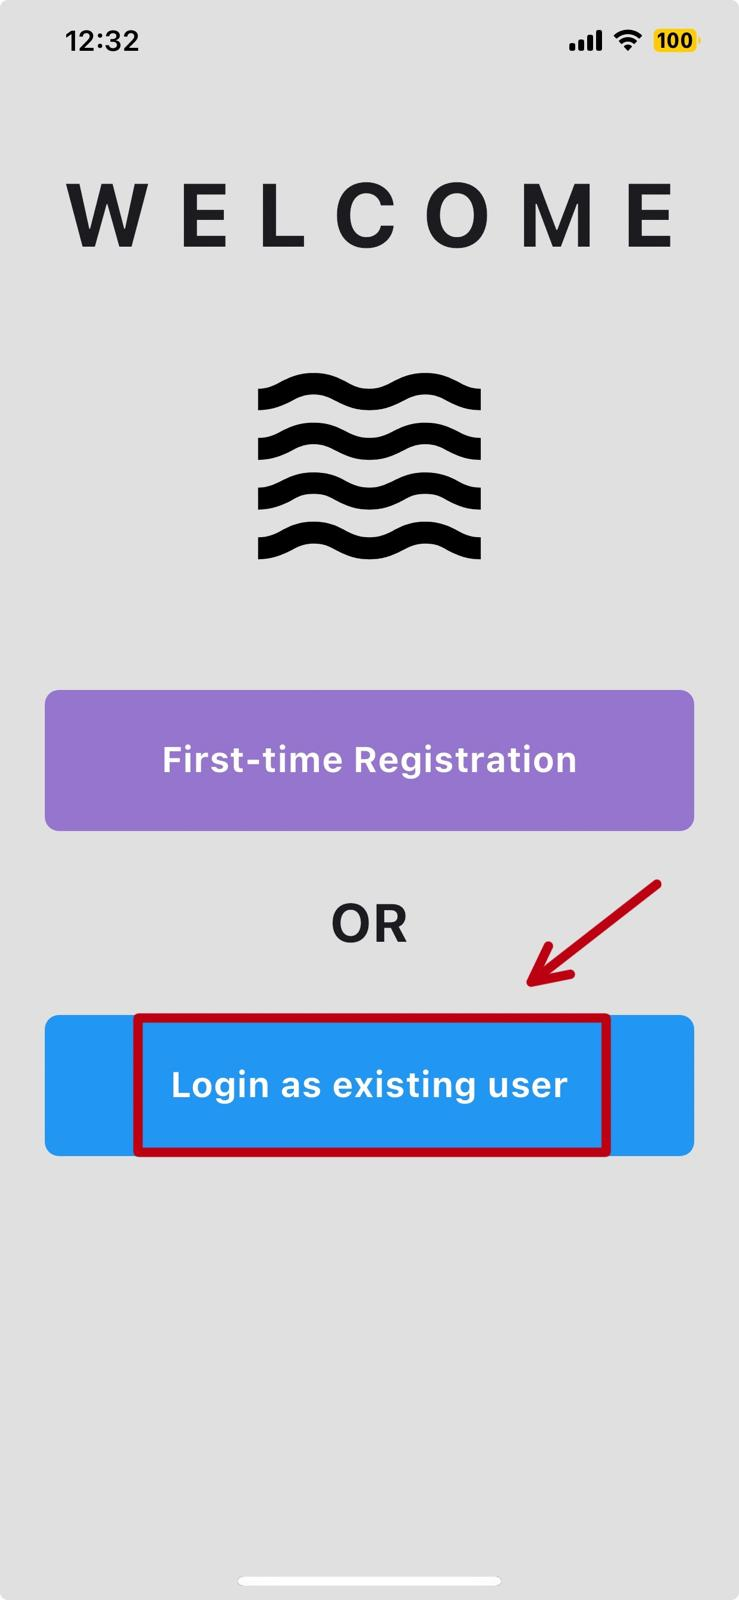 12:32
100
WELCOME
First-time Registration
OR
Login as existing user